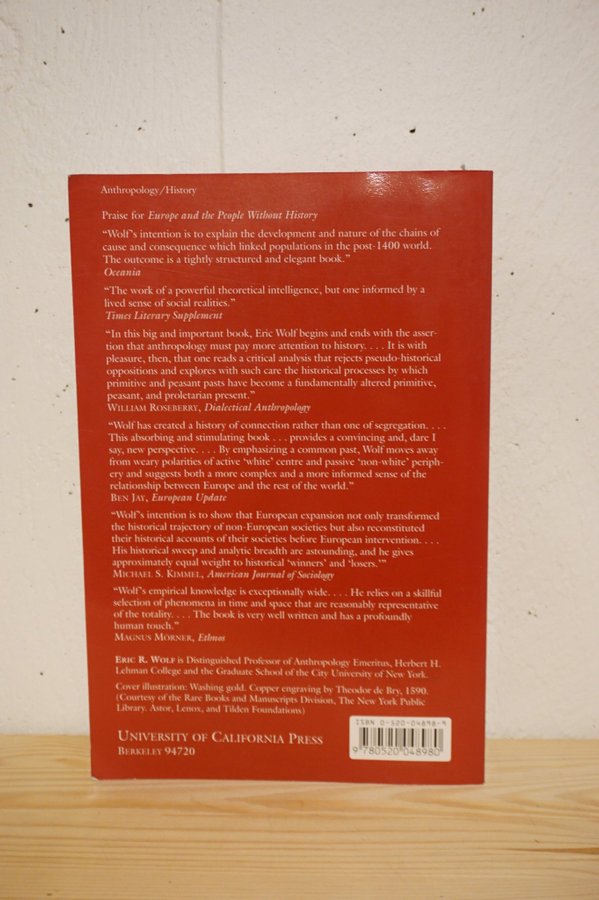 Anthropology/History
Praise for Europe and the People Without History
“Wolf’s intention is to explain the development and nature of the chains of
cause and consequence which linked populations in the post-1400 world.
The outcome is a tightly structured and elegant book.”
Oceania
“The work of a powerful theoretical intelligence, but one informed by a
lived sense of social realities.”
Times Literary Supplement
“In this big and important book, Eric Wolf begins and ends with the asser-
tion that anthropology must pay more attention to history. . . . It is with
pleasure, then, that one reads a critical analysis that rejects pseudo-historical
oppositions and explores with such care the historical processes by which
primitive and peasant pasts have become a fundamentally altered primitive,
peasant, and proletarian present.”
WILLIAM ROSEBERRY, Dialectical Anthropology
“Wolf has created a history of connection rather than one of segregation. . . .
This absorbing and stimulating book . . . provides a convincing and, dare I
say, new perspective. . . . By emphasizing a common past, Wolf moves away
from weary polarities of active ‘white’ centre and passive ‘non-white’ periph-
ery and suggests both a more complex and a more informed sense of the
relationship between Europe and the rest of the world.”
BEN JAY, European Update
“Wolf’s intention is to show that European expansion not only transformed
the historical trajectory of non-European societies but also reconstituted
their historical accounts of their societies before European intervention. . . .
His historical sweep and analytic breadth are astounding, and he gives
approximately equal weight to historical ‘winners’ and ‘losers.’”
MICHAEL S. KIMMEL, American Journal of Sociology
“Wolf’s empirical knowledge is exceptionally wide. . . . He relies on a skillful
selection of phenomena in time and space that are reasonably representative
of the totality. . . . The book is very well written and has a profoundly
human touch.”
MAGNUS MÖRNER, Ethnos
ERIC R. WOLF is Distinguished Professor of Anthropology Emeritus, Herbert H.
Lehman College and the Graduate School of the City University of New York.
Cover illustration: Washing gold. Copper engraving by Theodor de Bry, 1590.
(Courtesy of the Rare Books and Manuscripts Division, The New York Public
Library. Astor, Lenox, and Tilden Foundations)
UNIVERSITY OF CALIFORNIA PRESS
BERKELEY 94720
ISBN 0-520-04898-9
9 780520 048980